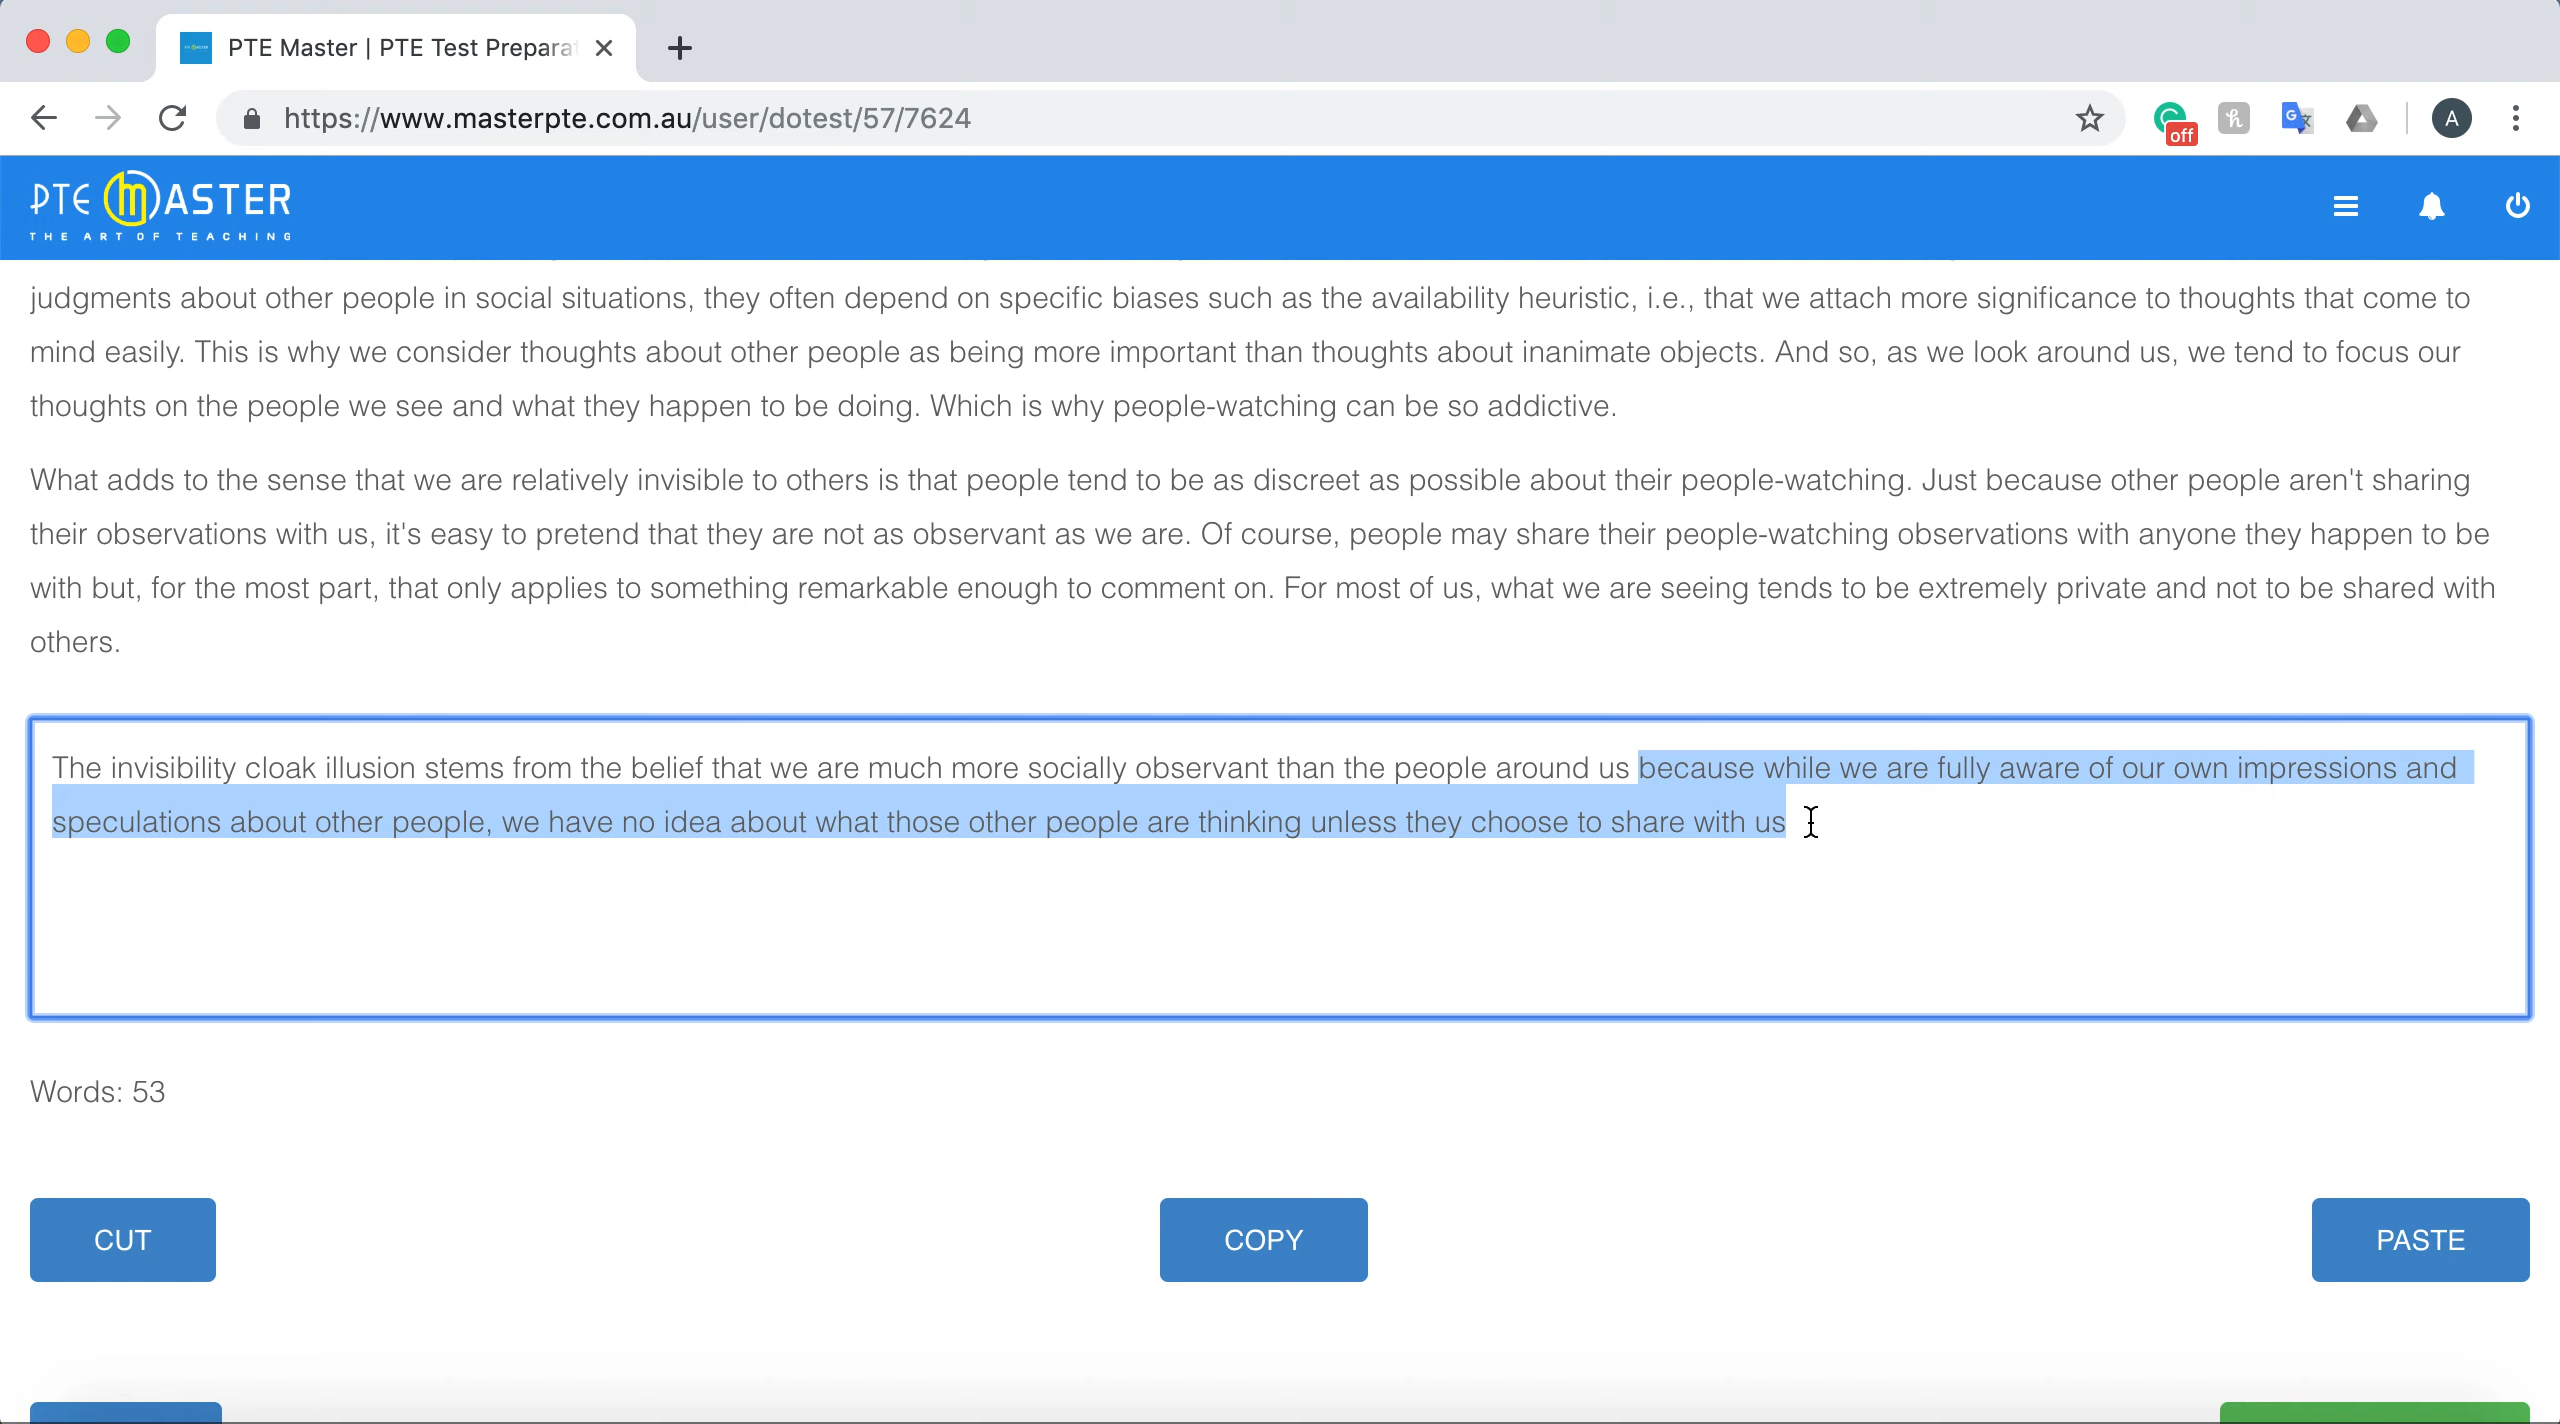 PTE Master | PTE Test Prepara
https://www.masterpte.com.au/user/dotest/57/7624
off
A
PTE MASTER
THE ART OF TEACHING
judgments about other people in social situations, they often depend on specific biases such as the availability heuristic, i.e., that we attach more significance to thoughts that come to
mind easily. This is why we consider thoughts about other people as being more important than thoughts about inanimate objects. And so, as we look around us, we tend to focus our
thoughts on the people we see and what they happen to be doing. Which is why people-watching can be so addictive.
What adds to the sense that we are relatively invisible to others is that people tend to be as discreet as possible about their people-watching. Just because other people aren't sharing
their observations with us, it's easy to pretend that they are not as observant as we are. Of course, people may share their people-watching observations with anyone they happen to be
with but, for the most part, that only applies to something remarkable enough to comment on. For most of us, what we are seeing tends to be extremely private and not to be shared with
others.
The invisibility cloak illusion stems from the belief that we are much more socially observant than the people around us because while we are fully aware of our own impressions and
speculations about other people, we have no idea about what those other people are thinking unless they choose to share with us
Words: 53
CUT
COPY
PASTE